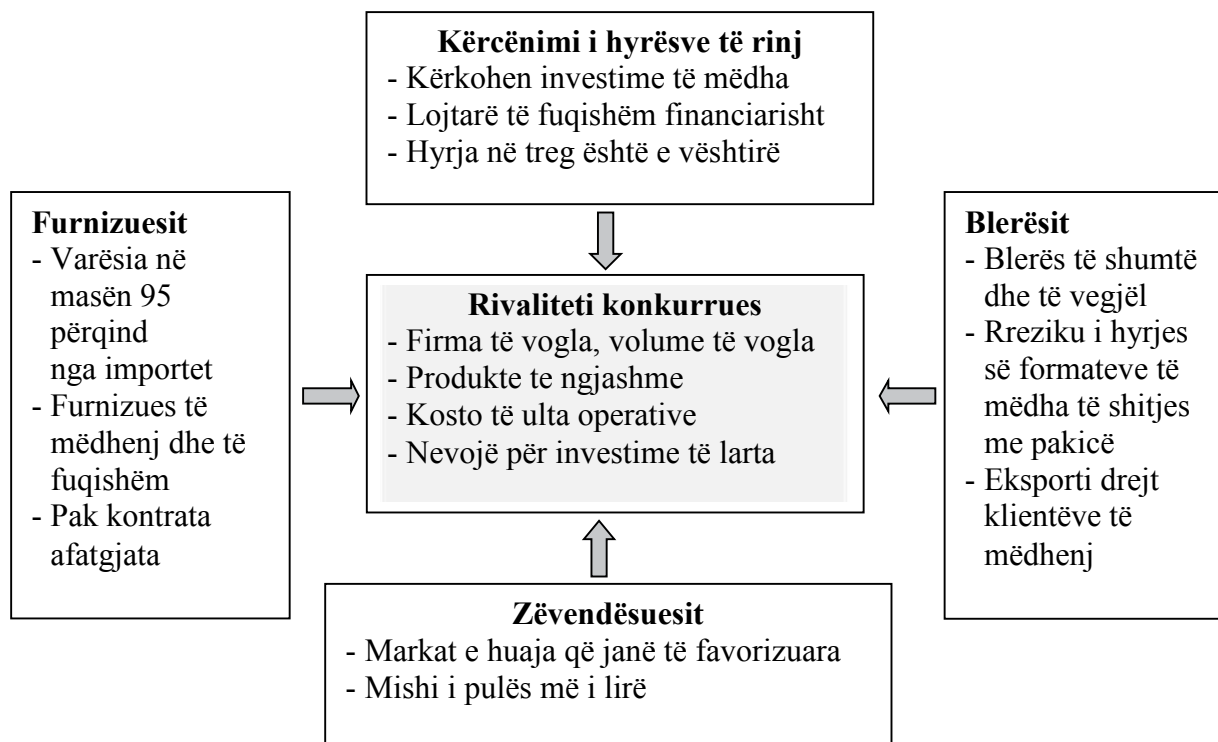 Kërcënimi i hyrësve të rinj
- Kërkohen investime të mëdha
- Lojtarë të fuqishëm financiarisht
- Hyrja në treg është e vështirë
Furnizuesit
- Varësia në
masën 95
përqind
nga importet
- Furnizues të
mëdhenj dhe të
fuqishëm
- Pak kontrata
afatgjata
Rivaliteti konkurrues
- Firma të vogla, volume të vogla
- Produkte te ngjashme
- Kosto të ulta operative
- Nevojë për investime të larta
Blerësit
- Blerës të shumtë
dhe të vegjël
- Rreziku i hyrjes
së formateve të
mëdha të shitjes
me pakicë
- Eksporti drejt
klientëve të
mëdhenj
Zëvendësuesit
- Markat e huaja që janë të favorizuara
- Mishi i pulës më i lirë